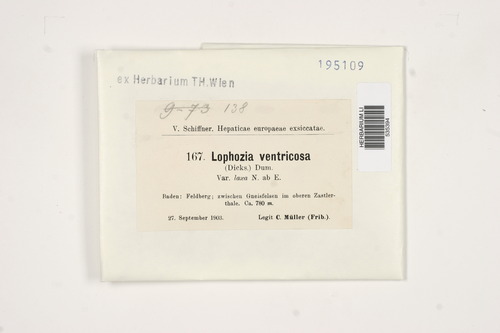 195109
ex Herbarium TH.Wien
9-73 138
V. Schiffner. Hepaticae europaeae exsiccatae.
167. Lophozia ventricosa
(Dicks.) Dum.
Var. laxa N. ab E.
Baden: Feldberg; zwischen Gneisfelsen im oberen Zastler-
thale. Ca. 780 m.
27. September 1903. Legit C. Müller (Frib.).
HERBARIUM LI
535394